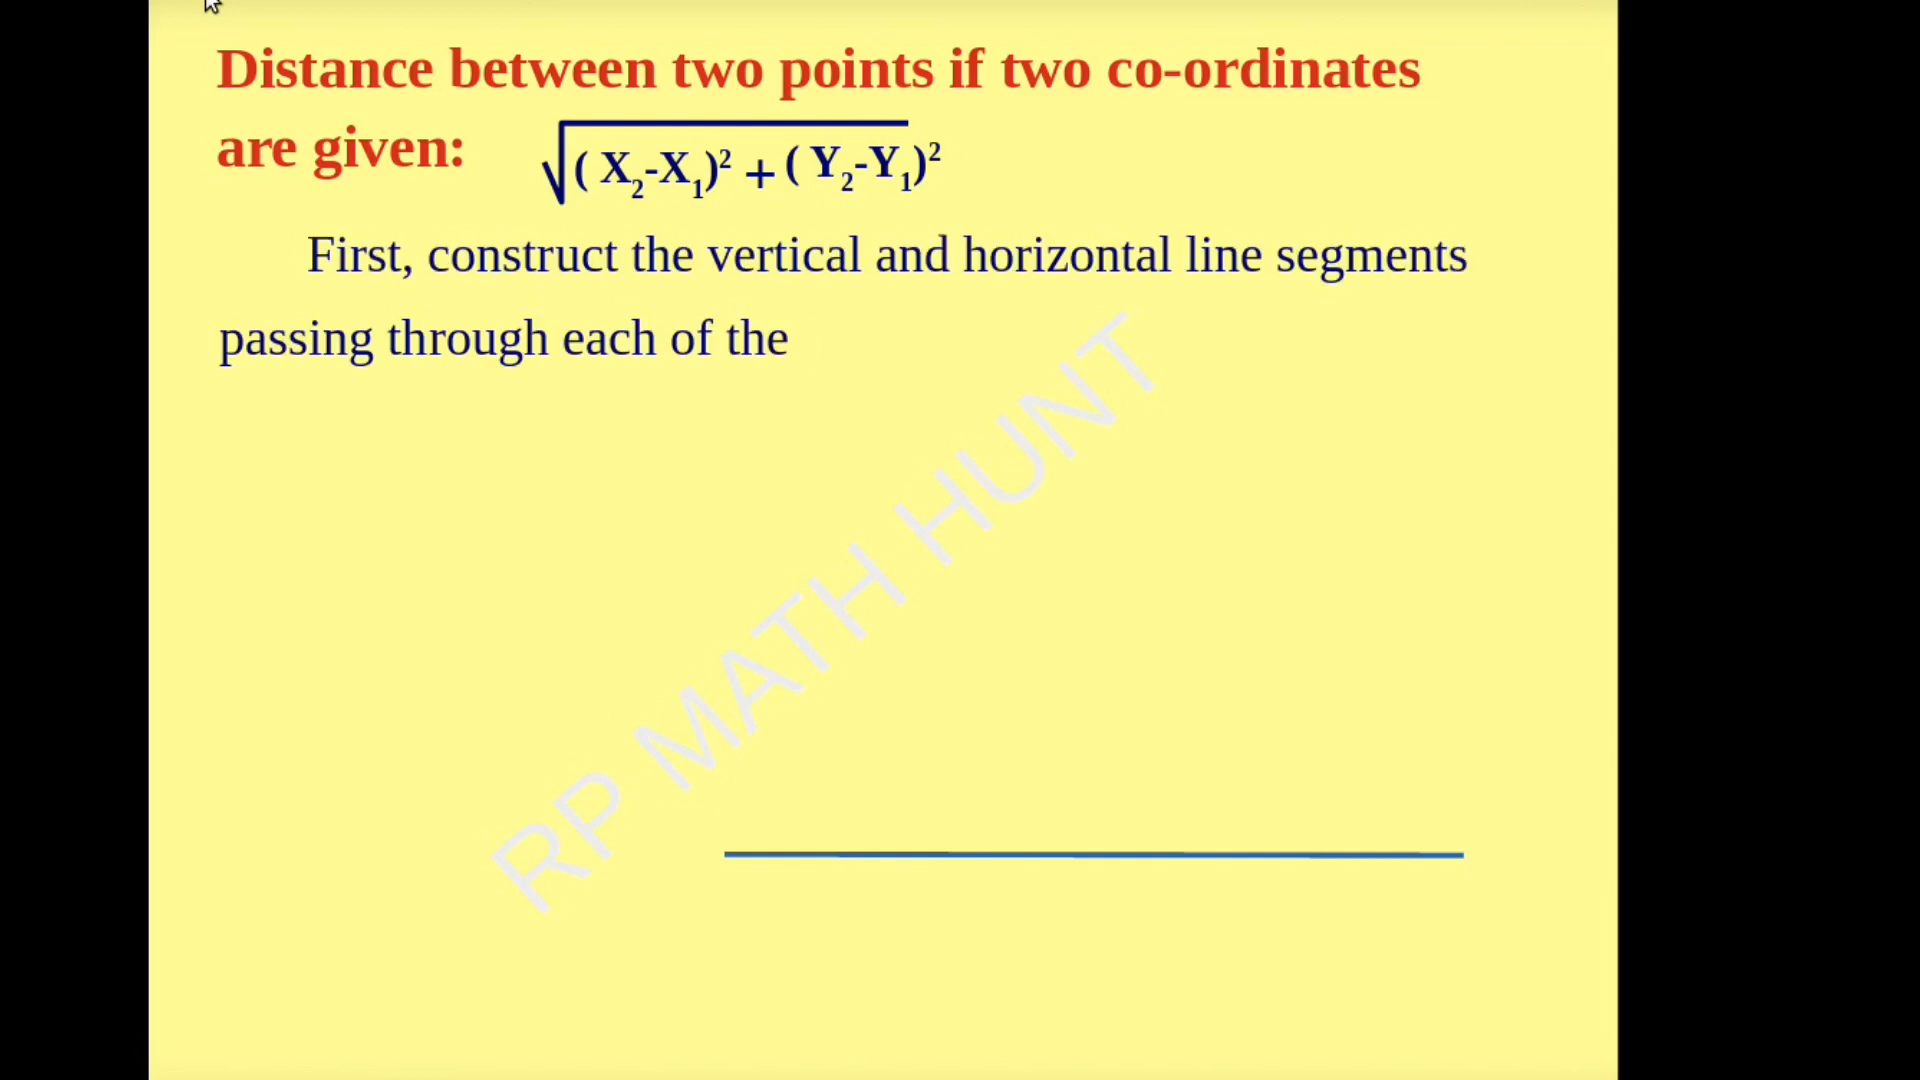 Distance between two points if two co-ordinates
are given: √( X₂-X₁)² + ( Y₂-Y₁)²
First, construct the vertical and horizontal line segments
passing through each of the
RP MATH HUNT